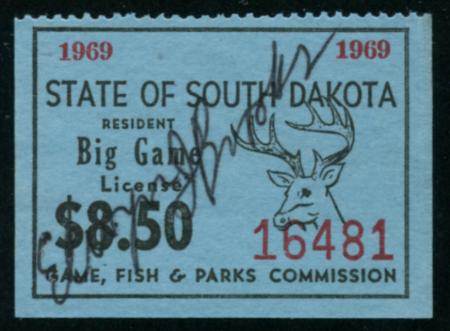 1969 1969
STATE OF SOUTH DAKOTA
RESIDENT
Big Game
License
$8.50
16481
GAME, FISH & PARKS COMMISSION